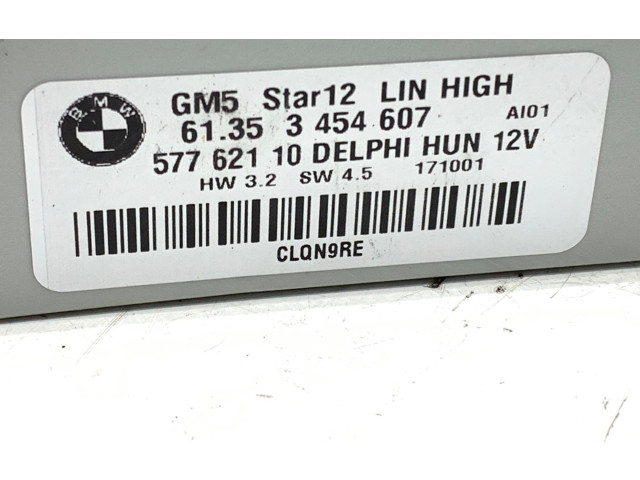 BMW
GM5 Star12 LIN HIGH
61.35 3 454 607 AI01
577 621 10 DELPHI HUN 12V
HW 3.2 SW 4.5 171001
CLQN9RE